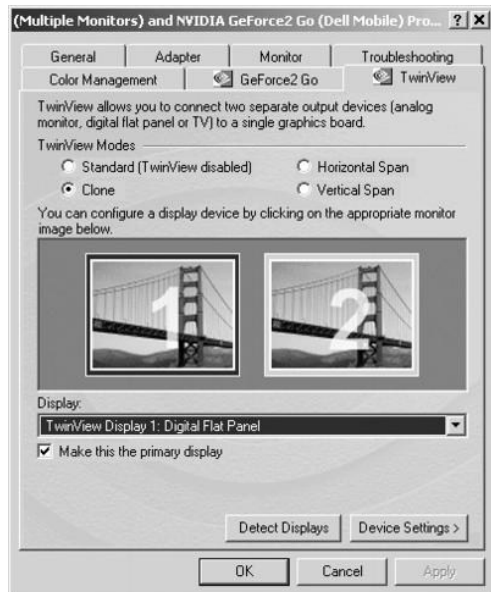 (Multiple Monitors) and NVIDIA GeForce2 Go (Dell Mobile) Pro... ? X
General Adapter Monitor Troubleshooting
Color Management GeForce2 Go TwinView
TwinView allows you to connect two separate output devices (analog
monitor, digital flat panel or TV) to a single graphics board.
TwinView Modes
Standard (TwinView disabled) Horizontal Span
Clone Vertical Span
You can configure a display device by clicking on the appropriate monitor
image below.
1 2
Display:
TwinView Display 1: Digital Flat Panel
Make this the primary display
Detect Displays Device Settings >
OK Cancel Apply